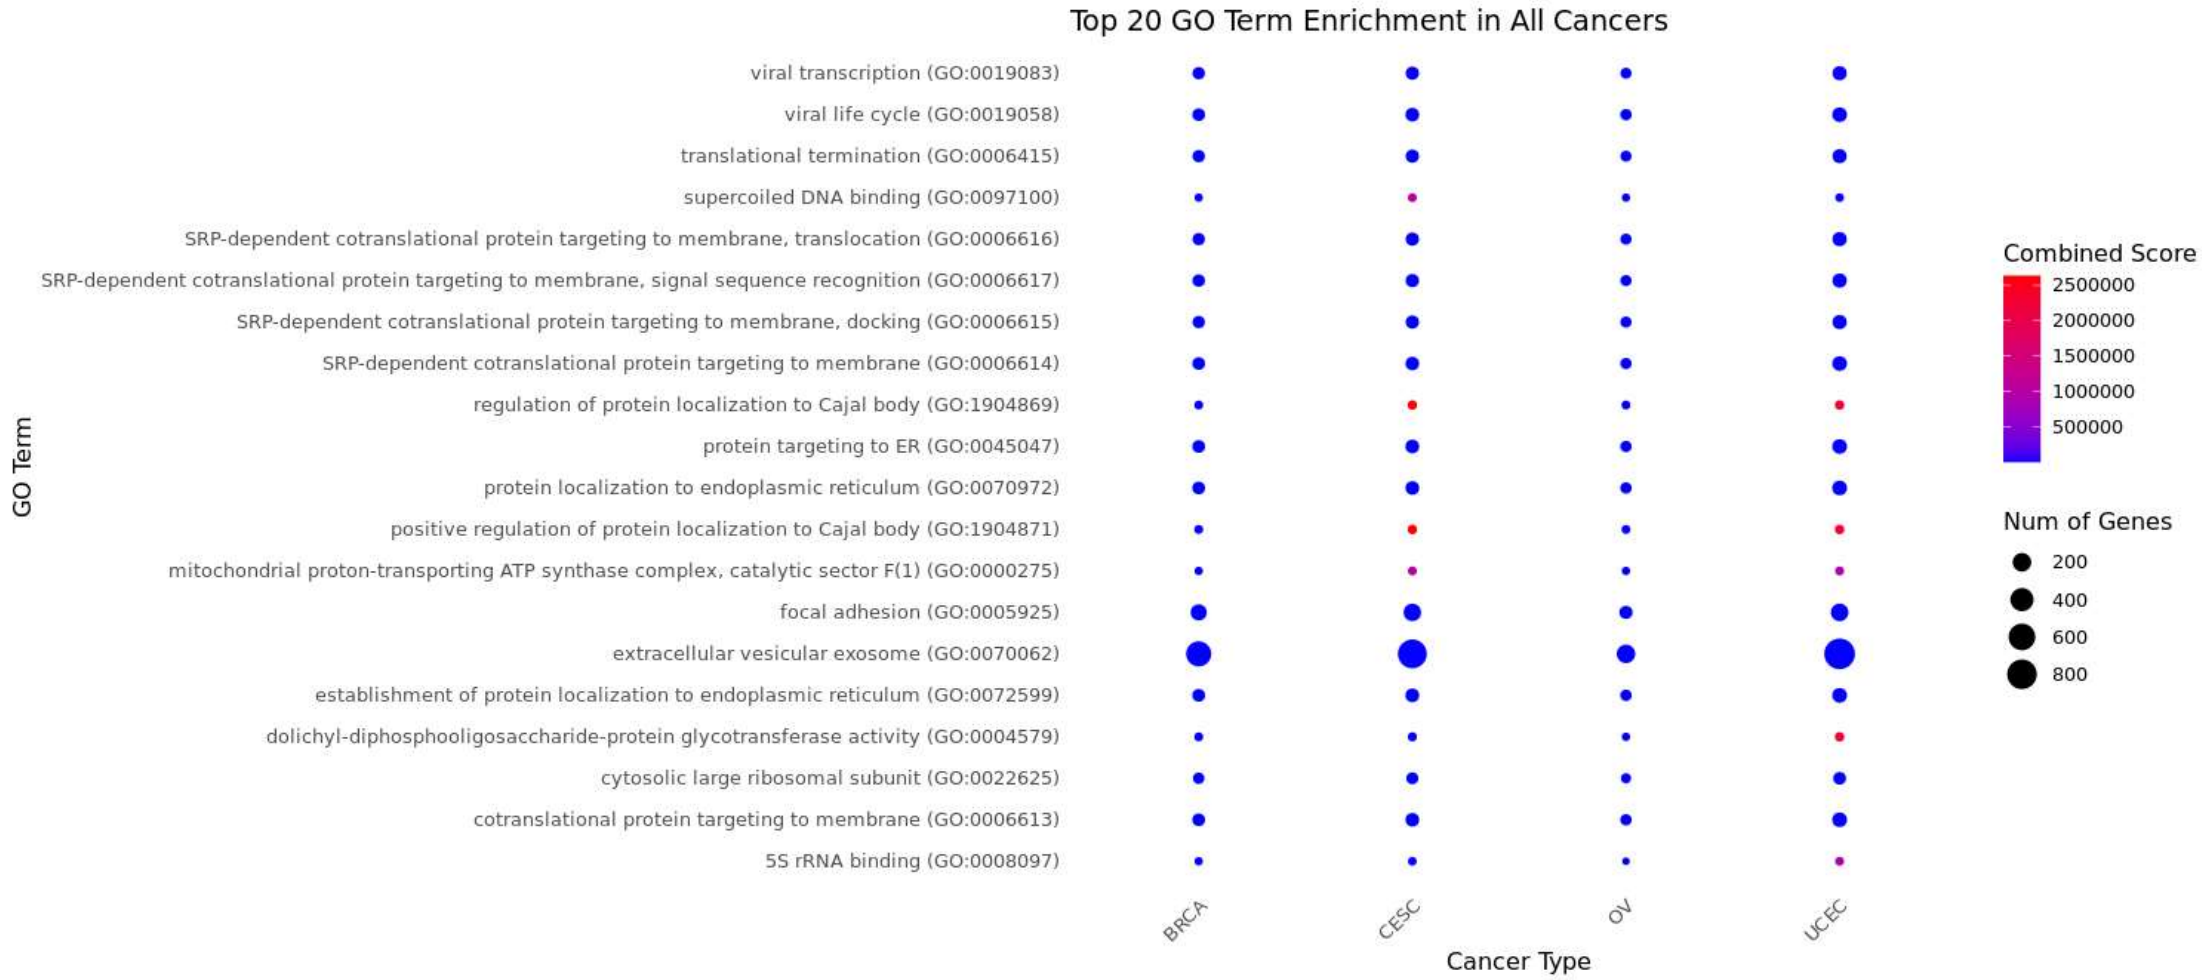 Top 20 GO Term Enrichment in All Cancers
GO Term
viral transcription (GO:0019083)
viral life cycle (GO:0019058)
translational termination (GO:0006415)
supercoiled DNA binding (GO:0097100)
SRP-dependent cotranslational protein targeting to membrane, translocation (GO:0006616)
SRP-dependent cotranslational protein targeting to membrane, signal sequence recognition (GO:0006617)
SRP-dependent cotranslational protein targeting to membrane, docking (GO:0006615)
SRP-dependent cotranslational protein targeting to membrane (GO:0006614)
regulation of protein localization to Cajal body (GO:1904869)
protein targeting to ER (GO:0045047)
protein localization to endoplasmic reticulum (GO:0070972)
positive regulation of protein localization to Cajal body (GO:1904871)
mitochondrial proton-transporting ATP synthase complex, catalytic sector F(1) (GO:0000275)
focal adhesion (GO:0005925)
extracellular vesicular exosome (GO:0070062)
establishment of protein localization to endoplasmic reticulum (GO:0072599)
dolichyl-diphosphooligosaccharide-protein glycotransferase activity (GO:0004579)
cytosolic large ribosomal subunit (GO:0022625)
cotranslational protein targeting to membrane (GO:0006613)
5S rRNA binding (GO:0008097)
BRCA
CESC
OV
UCEC
Cancer Type
Combined Score
2500000
2000000
1500000
1000000
500000
Num of Genes
200
400
600
800